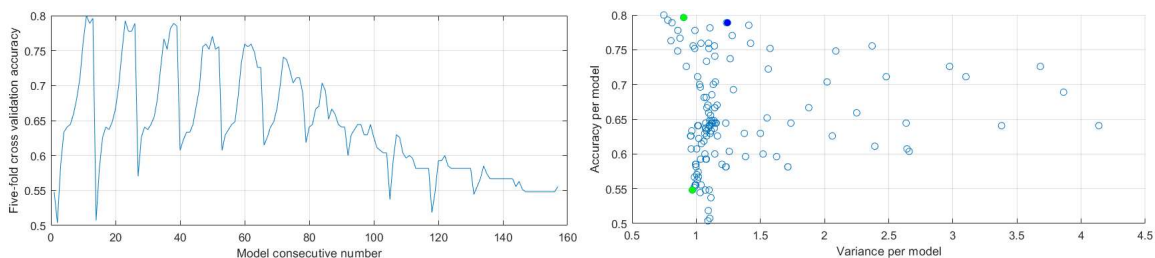 0.8
0.75
0.7
0.65
0.6
0.55
0.5
Five-fold cross validation accuracy
0 20 40 60 80 100 120 140 160
Model consecutive number
0.8
0.75
0.7
0.65
0.6
0.55
0.5
Accuracy per model
0.5 1 1.5 2 2.5 3 3.5 4 4.5
Variance per model